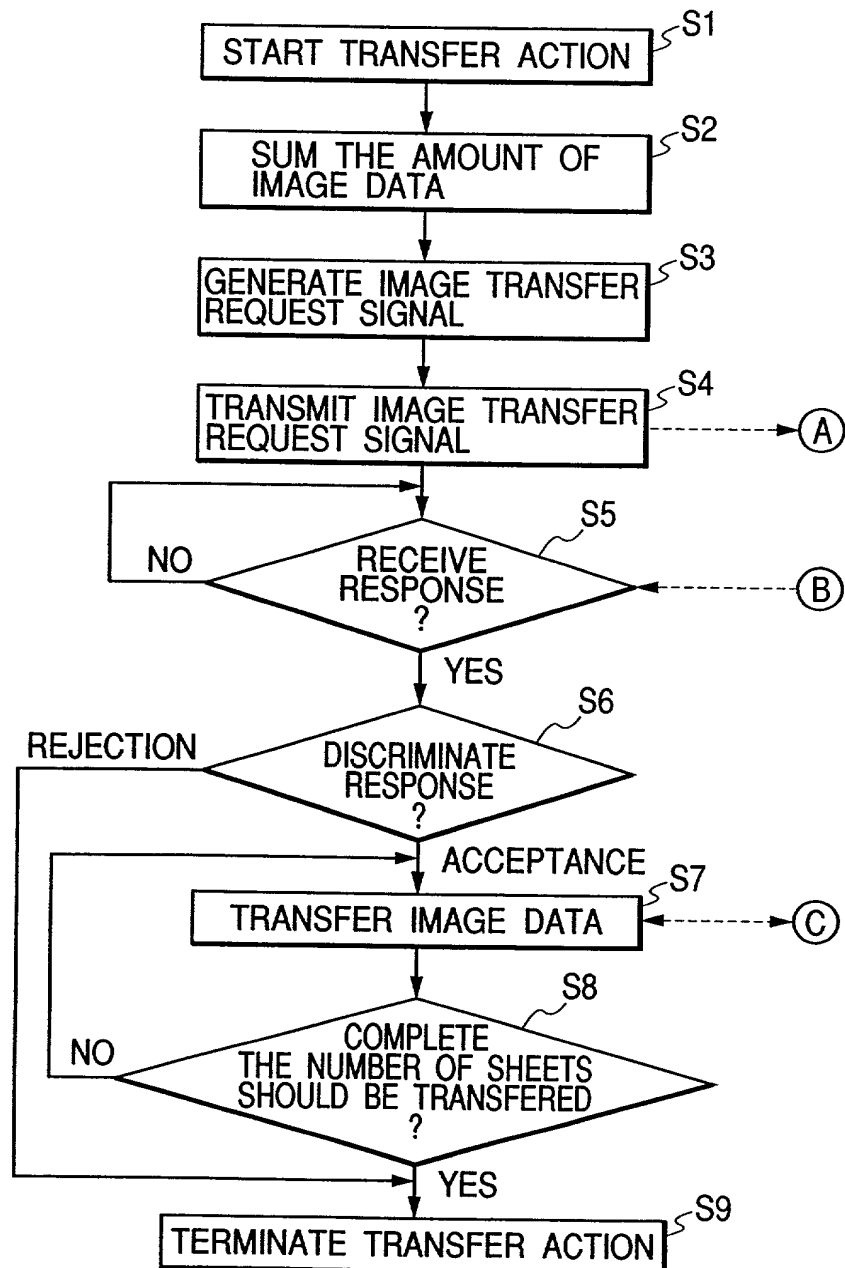 S1
START TRANSFER ACTION
S2
SUM THE AMOUNT OF
IMAGE DATA
S3
GENERATE IMAGE TRANSFER
REQUEST SIGNAL
S4
TRANSMIT IMAGE TRANSFER
REQUEST SIGNAL
A
S5
NO
RECEIVE
RESPONSE
?
B
YES
S6
REJECTION
DISCRIMINATE
RESPONSE
?
ACCEPTANCE
S7
TRANSFER IMAGE DATA
C
S8
NO
COMPLETE
THE NUMBER OF SHEETS
SHOULD BE TRANSFERED
?
YES
S9
TERMINATE TRANSFER ACTION